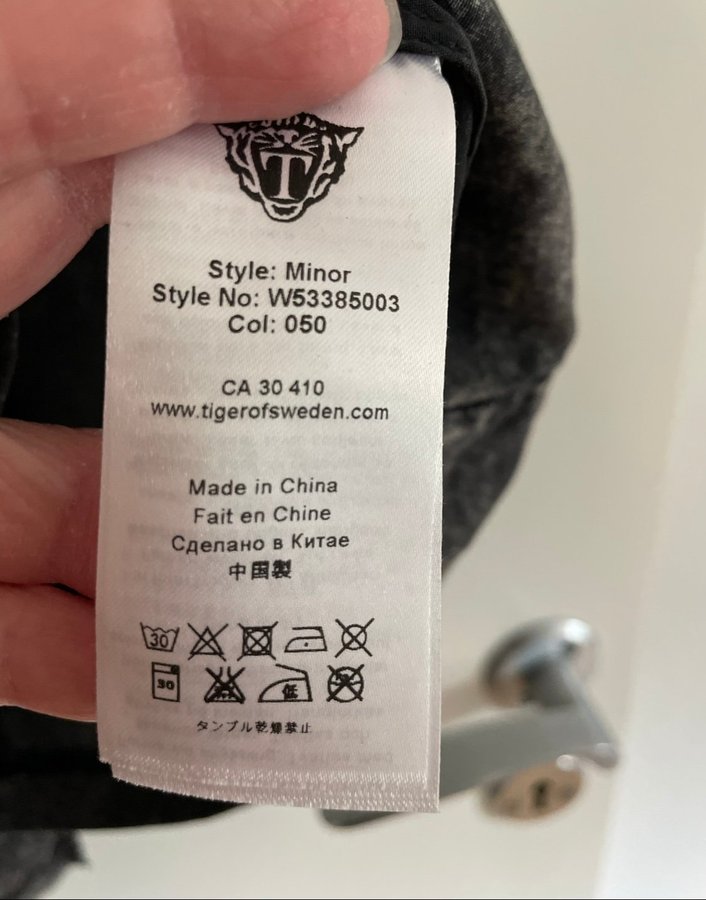 T
Style: Minor
Style No: W53385003
Col: 050
CA 30 410
www.tigerofsweden.com
Made in China
Fait en Chine
Сделано в Китае
中国製
30
30 低
タンブル乾燥禁止